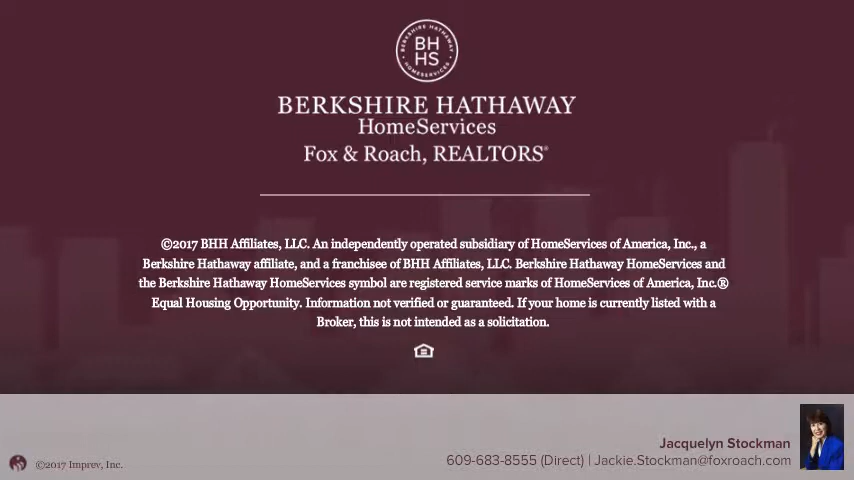 BERKSHIRE HATHAWAY
BH
HS
HOMESERVICES
BERKSHIRE HATHAWAY
HomeServices
Fox & Roach, REALTORS®
©2017 BHH Affiliates, LLC. An independently operated subsidiary of HomeServices of America, Inc., a
Berkshire Hathaway affiliate, and a franchisee of BHH Affiliates, LLC. Berkshire Hathaway HomeServices and
the Berkshire Hathaway HomeServices symbol are registered service marks of HomeServices of America, Inc.®
Equal Housing Opportunity. Information not verified or guaranteed. If your home is currently listed with a
Broker, this is not intended as a solicitation.
Jacquelyn Stockman
609-683-8555 (Direct) | Jackie.Stockman@foxroach.com
©2017 Imprev, Inc.